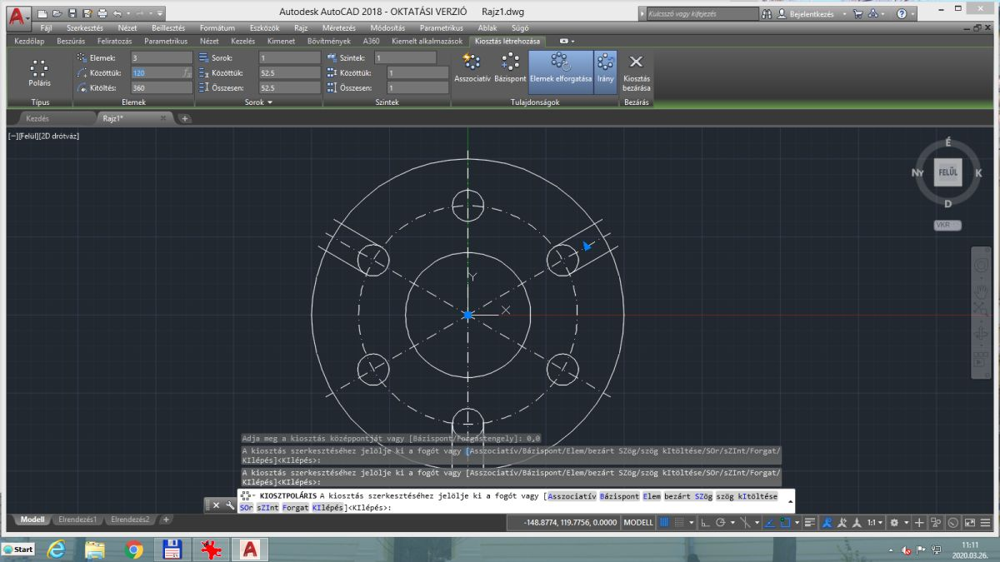 Autodesk AutoCAD 2018 - OKTATÁSI VERZIÓ Rajz1.dwg
Kulcsszó vagy kifejezés
Bejelentkezés
Fájl Szerkesztés Nézet Beillesztés Formátum Eszközök Rajz Méretezés Módosítás Parametrikus Ablak Súgó
Kezdőlap Beszúrás Feliratozás Parametrikus Nézet Kezelés Kimenet Bővítmények A360 Kiemelt alkalmazások Kiosztás létrehozása
Poláris
Típus
Elemek: 3
Közöttük: 120
Kitöltés: 360
Elemek
Sorok: 1
Közöttük: 52.5
Összesen: 52.5
Sorok
Szintek: 1
Közöttük: 1
Összesen: 1
Szintek
Asszociatív Bázispont Elemek elforgatása Irány
Tulajdonságok
Kiosztás
bezárása
Bezárás
Kezdés Rajz1*
[−][Felül][2D drótváz]
É
Ny FELÜL K
D
VKR
Y
X
Adja meg a kiosztás középpontját vagy [Bázispont/Forgástengely]: 0,0
A kiosztás szerkesztéséhez jelölje ki a fogót vagy [Asszociatív/Bázispont/Elem/bezárt SZög/szög kItöltése/SOr/sZInt/Forgat/
KIlépés]<KIlépés>:
A kiosztás szerkesztéséhez jelölje ki a fogót vagy [Asszociatív/Bázispont/Elem/bezárt SZög/szög kItöltése/SOr/sZInt/Forgat/
KIlépés]<KIlépés>:
KIOSZTPOLÁRIS A kiosztás szerkesztéséhez jelölje ki a fogót vagy [Asszociatív Bázispont Elem bezárt SZög szög kItöltése
SOr sZInt Forgat KIlépés]<KIlépés>:
Modell Elrendezés1 Elrendezés2 +
-148.8774, 119.7756, 0.0000 MODELL
1:1
Start
11:11
2020.03.26.